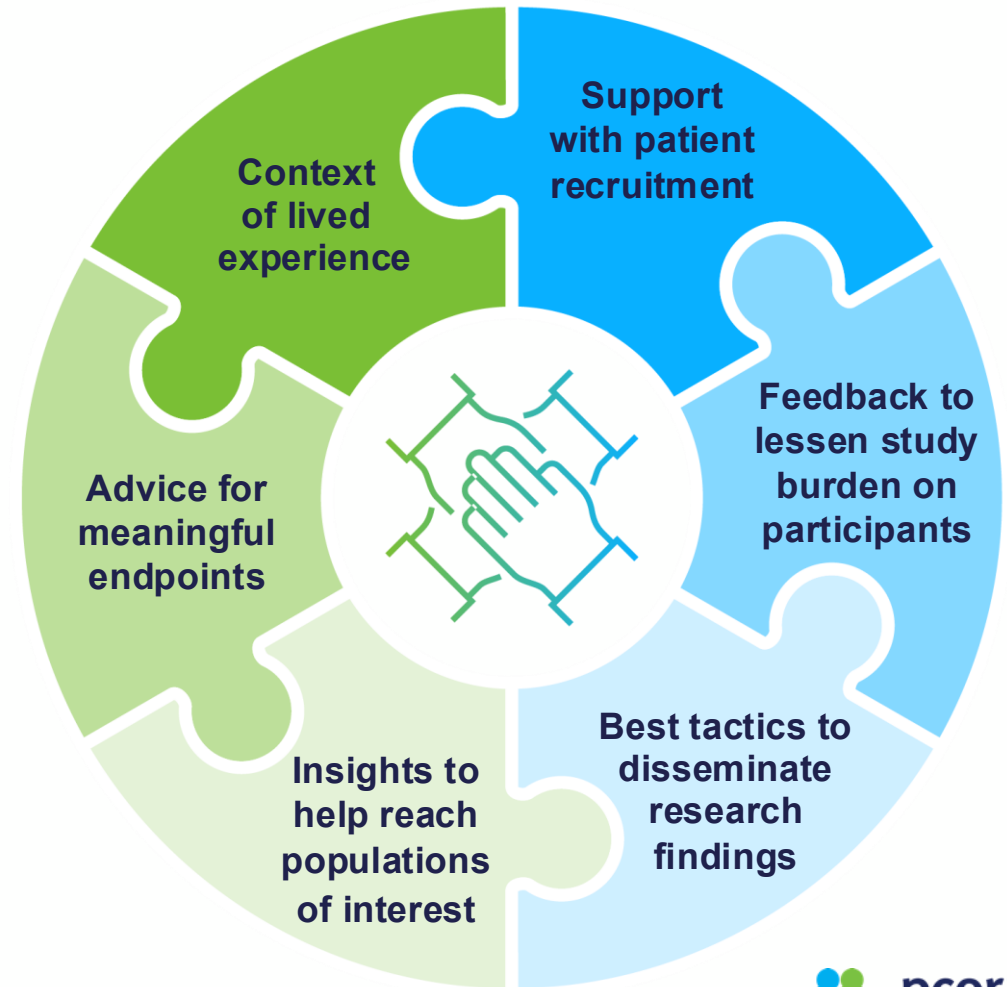 Support
with patient
recruitment
Feedback to
lessen study
burden on
participants
Best tactics to
disseminate
research
findings
Insights to
help reach
populations
of interest
Advice for
meaningful
endpoints
Context
of lived
experience